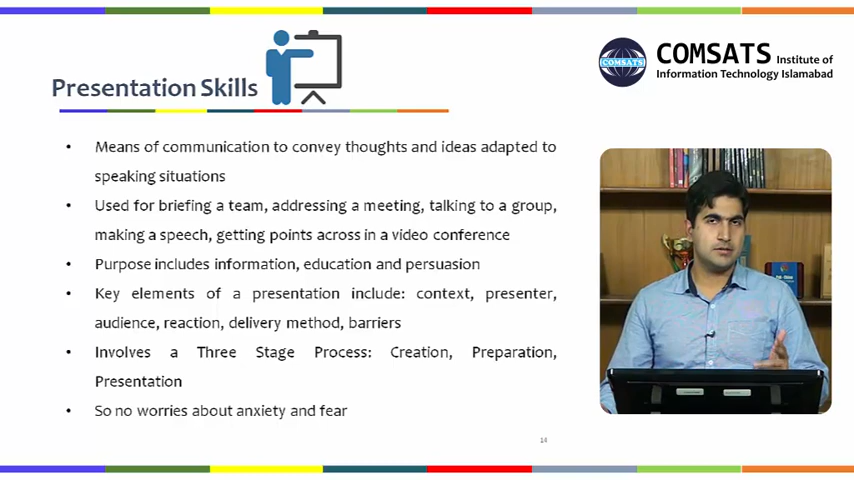 COMSATS Institute of
Information Technology Islamabad
COMSATS
Presentation Skills
• Means of communication to convey thoughts and ideas adapted to
speaking situations
• Used for briefing a team, addressing a meeting, talking to a group,
making a speech, getting points across in a video conference
• Purpose includes information, education and persuasion
• Key elements of a presentation include: context, presenter,
audience, reaction, delivery method, barriers
• Involves a Three Stage Process: Creation, Preparation,
Presentation
• So no worries about anxiety and fear
14